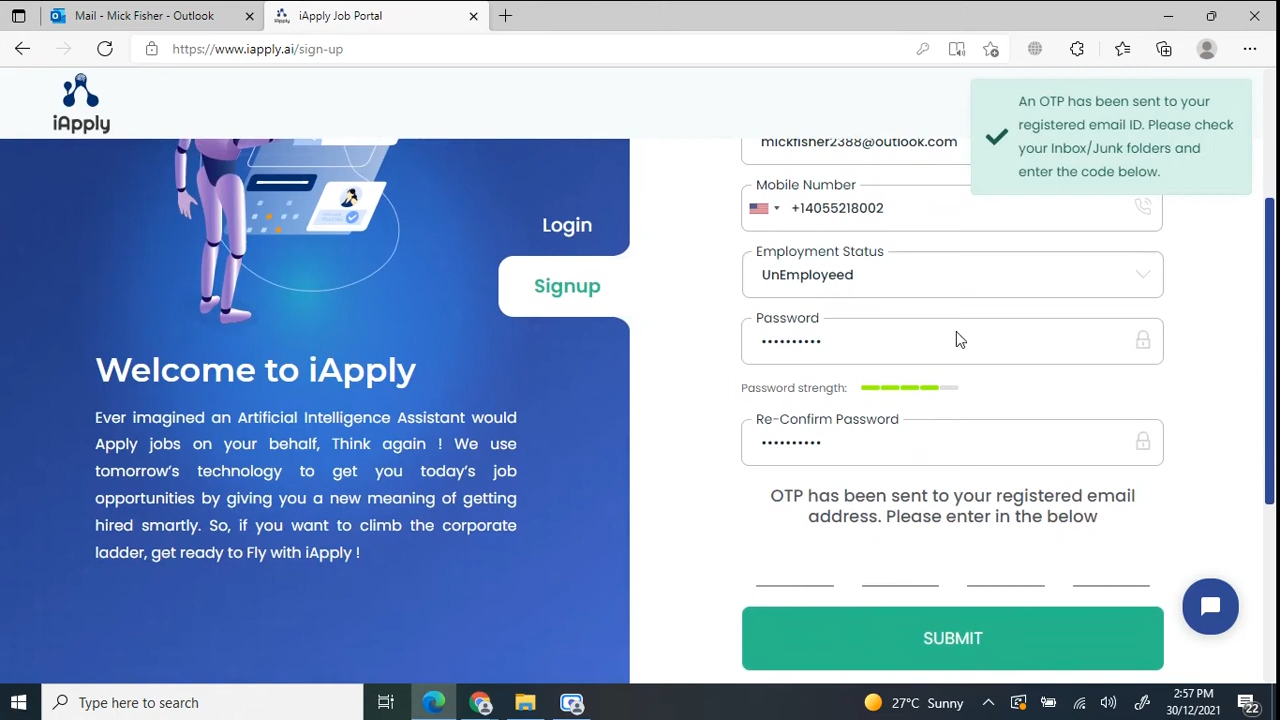 Mail - Mick Fisher - Outlook
iApply Job Portal
https://www.iapply.ai/sign-up
iApply
An OTP has been sent to your
registered email ID. Please check
your Inbox/Junk folders and
enter the code below.
mickfisher2388@outlook.com
Mobile Number
+14055218002
Login
Employment Status
UnEmployeed
Signup
Password
••••••••••
Password strength:
Re-Confirm Password
••••••••••
Welcome to iApply
Ever imagined an Artificial Intelligence Assistant would
Apply jobs on your behalf, Think again ! We use
tomorrow's technology to get you today's job
opportunities by giving you a new meaning of getting
hired smartly. So, if you want to climb the corporate
ladder, get ready to Fly with iApply !
OTP has been sent to your registered email
address. Please enter in the below
SUBMIT
Type here to search
27°C Sunny
2:57 PM
30/12/2021
22